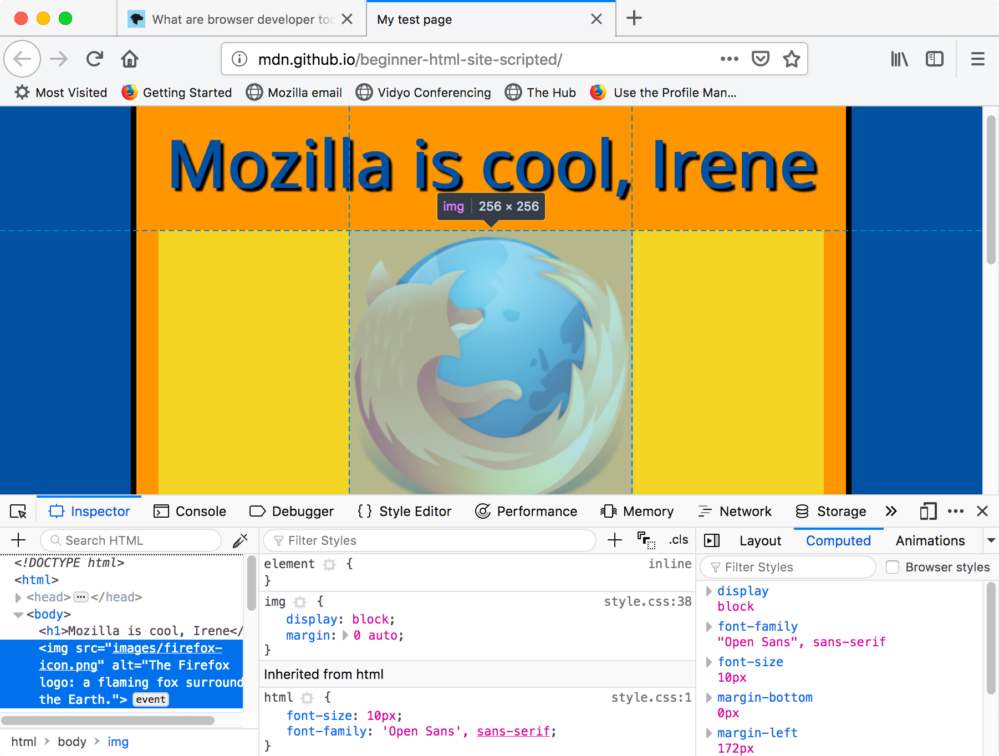 What are browser developer too
My test page
mdn.github.io/beginner-html-site-scripted/
Most Visited
Getting Started
Mozilla email
Vidyo Conferencing
The Hub
Use the Profile Man...
Mozilla is cool, Irene
img 256 × 256
Inspector
Console
Debugger
{ } Style Editor
Performance
Memory
Network
Storage
Search HTML
<!DOCTYPE html>
<html>
<head>...</head>
<body>
<h1>Mozilla is cool, Irene</
<img src="images/firefox-
icon.png" alt="The Firefox
logo: a flaming fox surround
the Earth."> event
html > body > img
Filter Styles
.cls
element {
inline
}
img {
style.css:38
display: block;
margin: 0 auto;
}
Inherited from html
html {
style.css:1
font-size: 10px;
font-family: 'Open Sans', sans-serif;
}
Layout
Computed
Animations
Filter Styles
Browser styles
display
block
font-family
"Open Sans", sans-serif
font-size
10px
margin-bottom
0px
margin-left
172px